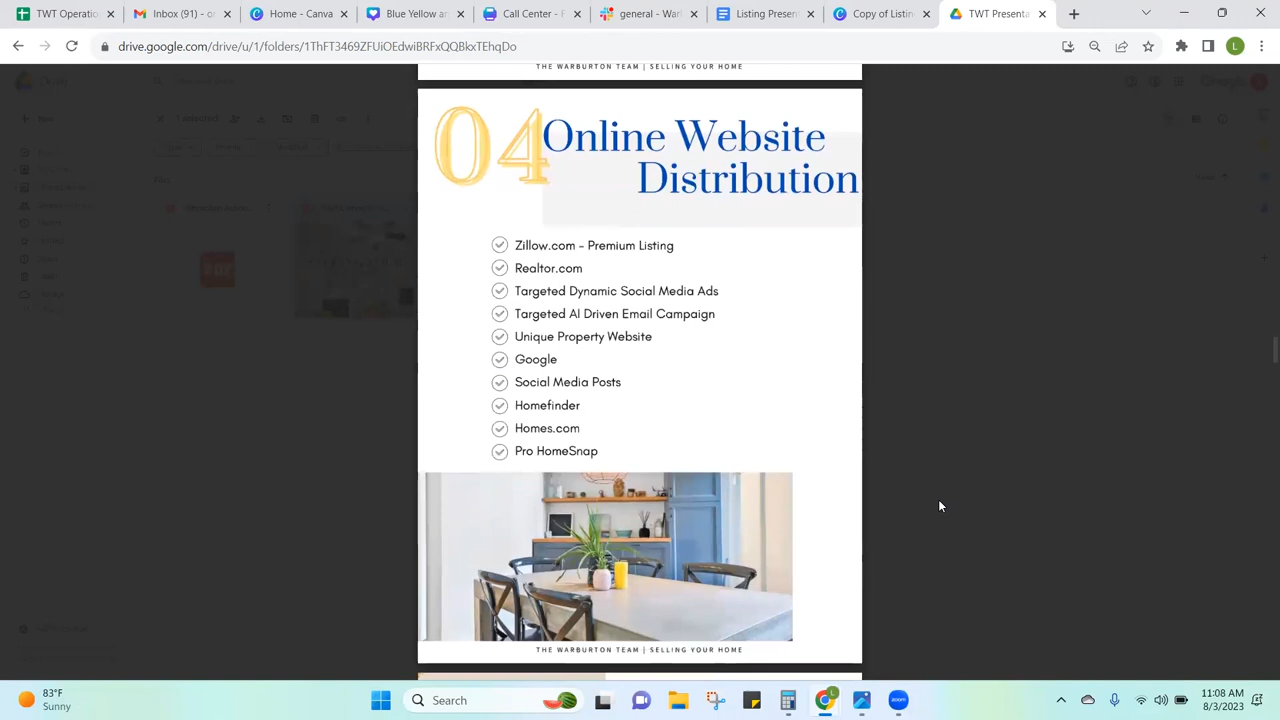 TWT Operatio
Inbox (91) - o
Home - Canva
Blue Yellow ar
Call Center - F
general - Warl
Listing Presen
Copy of Listin
TWT Presenta
drive.google.com/drive/u/1/folders/1ThFT3469ZFUiOEdwiBRFxQQBkxTEhqDo
L
THE WARBURTON TEAM | SELLING YOUR HOME
04
Online Website
Distribution
Zillow.com - Premium Listing
Realtor.com
Targeted Dynamic Social Media Ads
Targeted AI Driven Email Campaign
Unique Property Website
Google
Social Media Posts
Homefinder
Homes.com
Pro HomeSnap
PDF
THE WARBURTON TEAM | SELLING YOUR HOME
83°F
Sunny
Search
L
zoom
11:08 AM
8/3/2023